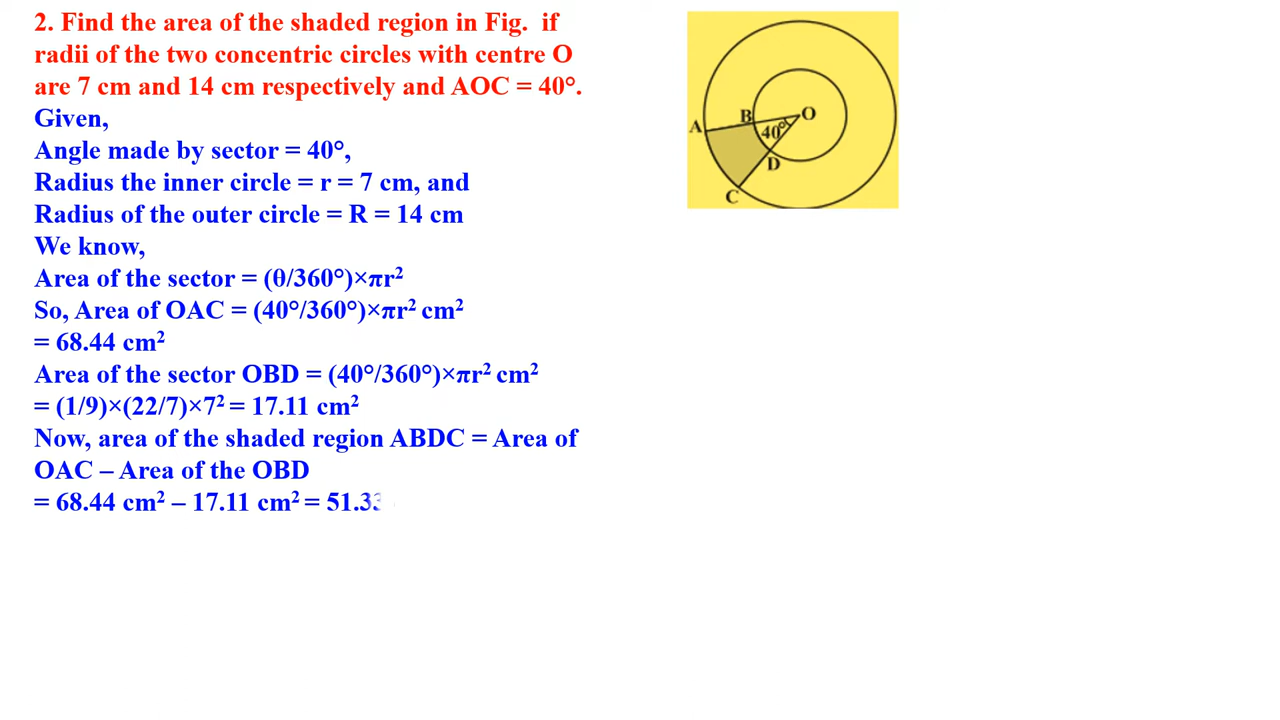 2. Find the area of the shaded region in Fig. if
radii of the two concentric circles with centre O
are 7 cm and 14 cm respectively and AOC = 40°.
Given,
Angle made by sector = 40°,
Radius the inner circle = r = 7 cm, and
Radius of the outer circle = R = 14 cm
We know,
Area of the sector = (θ/360°)×πr²
So, Area of OAC = (40°/360°)×πr² cm²
= 68.44 cm²
Area of the sector OBD = (40°/360°)×πr² cm²
= (1/9)×(22/7)×7² = 17.11 cm²
Now, area of the shaded region ABDC = Area of
OAC – Area of the OBD
= 68.44 cm² – 17.11 cm² = 51.33
B O
A 40°
D
C